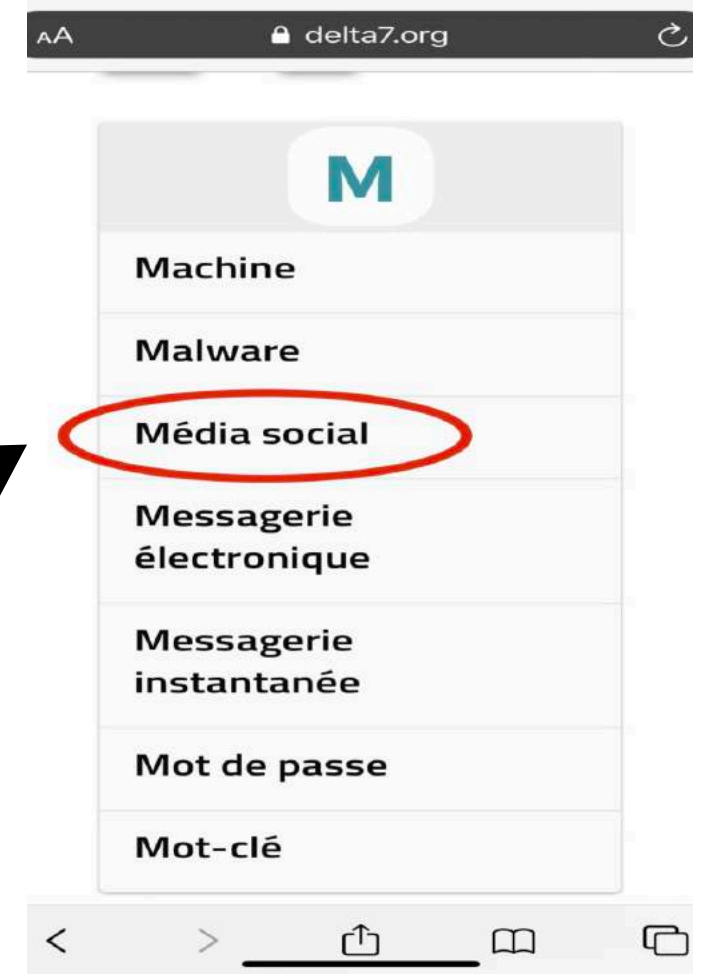 AA
delta7.org
M
Machine
Malware
Média social
Messagerie
électronique
Messagerie
instantanée
Mot de passe
Mot-clé